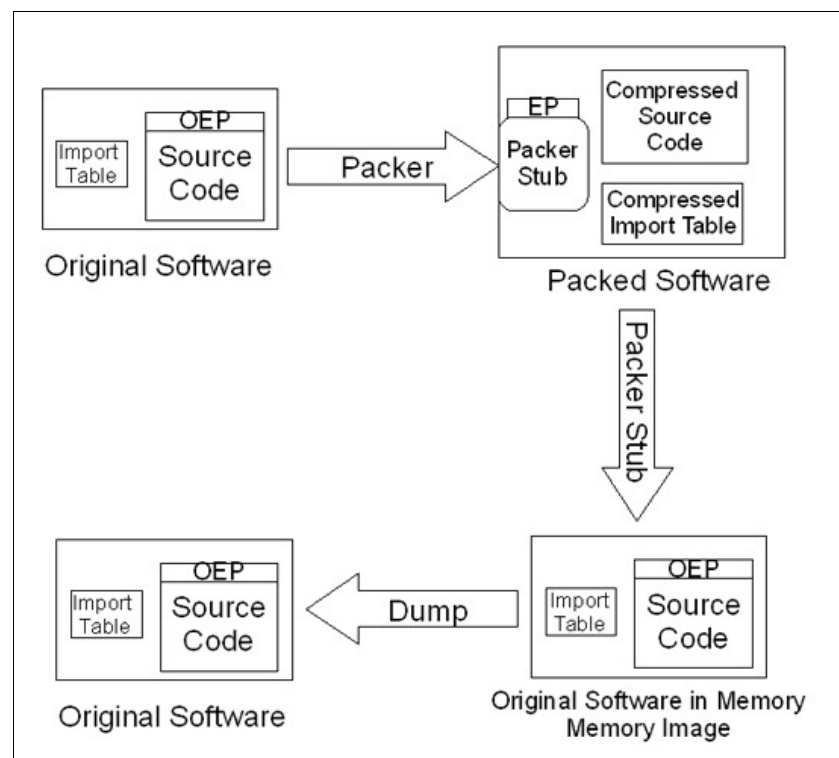 OEP
Import
Table
Source
Code
Original Software
Packer
EP
Packer
Stub
Compressed
Source
Code
Compressed
Import Table
Packed Software
Packer Stub
OEP
Import
Table
Source
Code
Original Software in Memory
Memory Image
Dump
OEP
Import
Table
Source
Code
Original Software